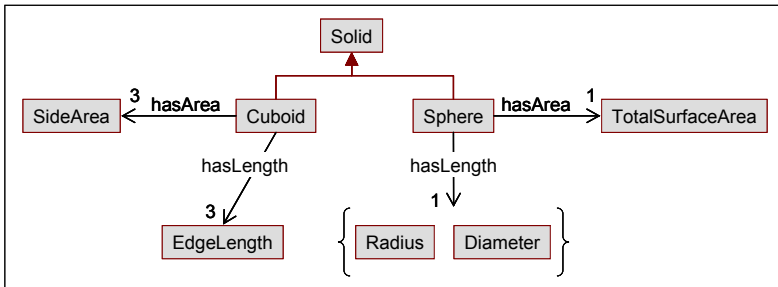 Solid
3 hasArea hasArea 1
SideArea Cuboid Sphere TotalSurfaceArea
hasLength hasLength
3 1
EdgeLength { Radius Diameter }